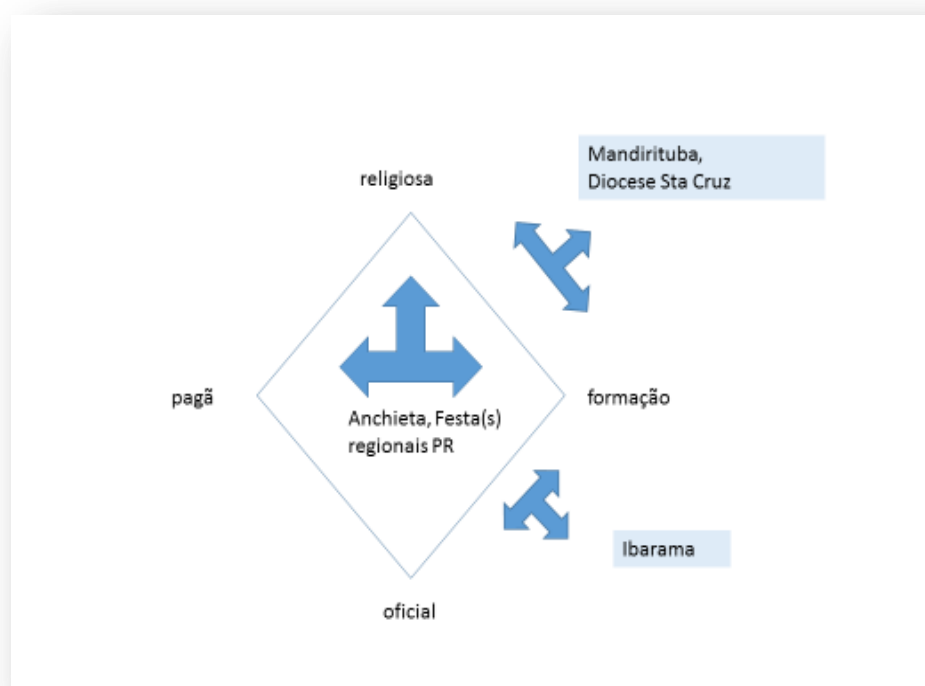 Mandirituba,
Diocese Sta Cruz
religiosa
pagã
formação
Anchieta, Festa(s)
regionais PR
Ibarama
oficial